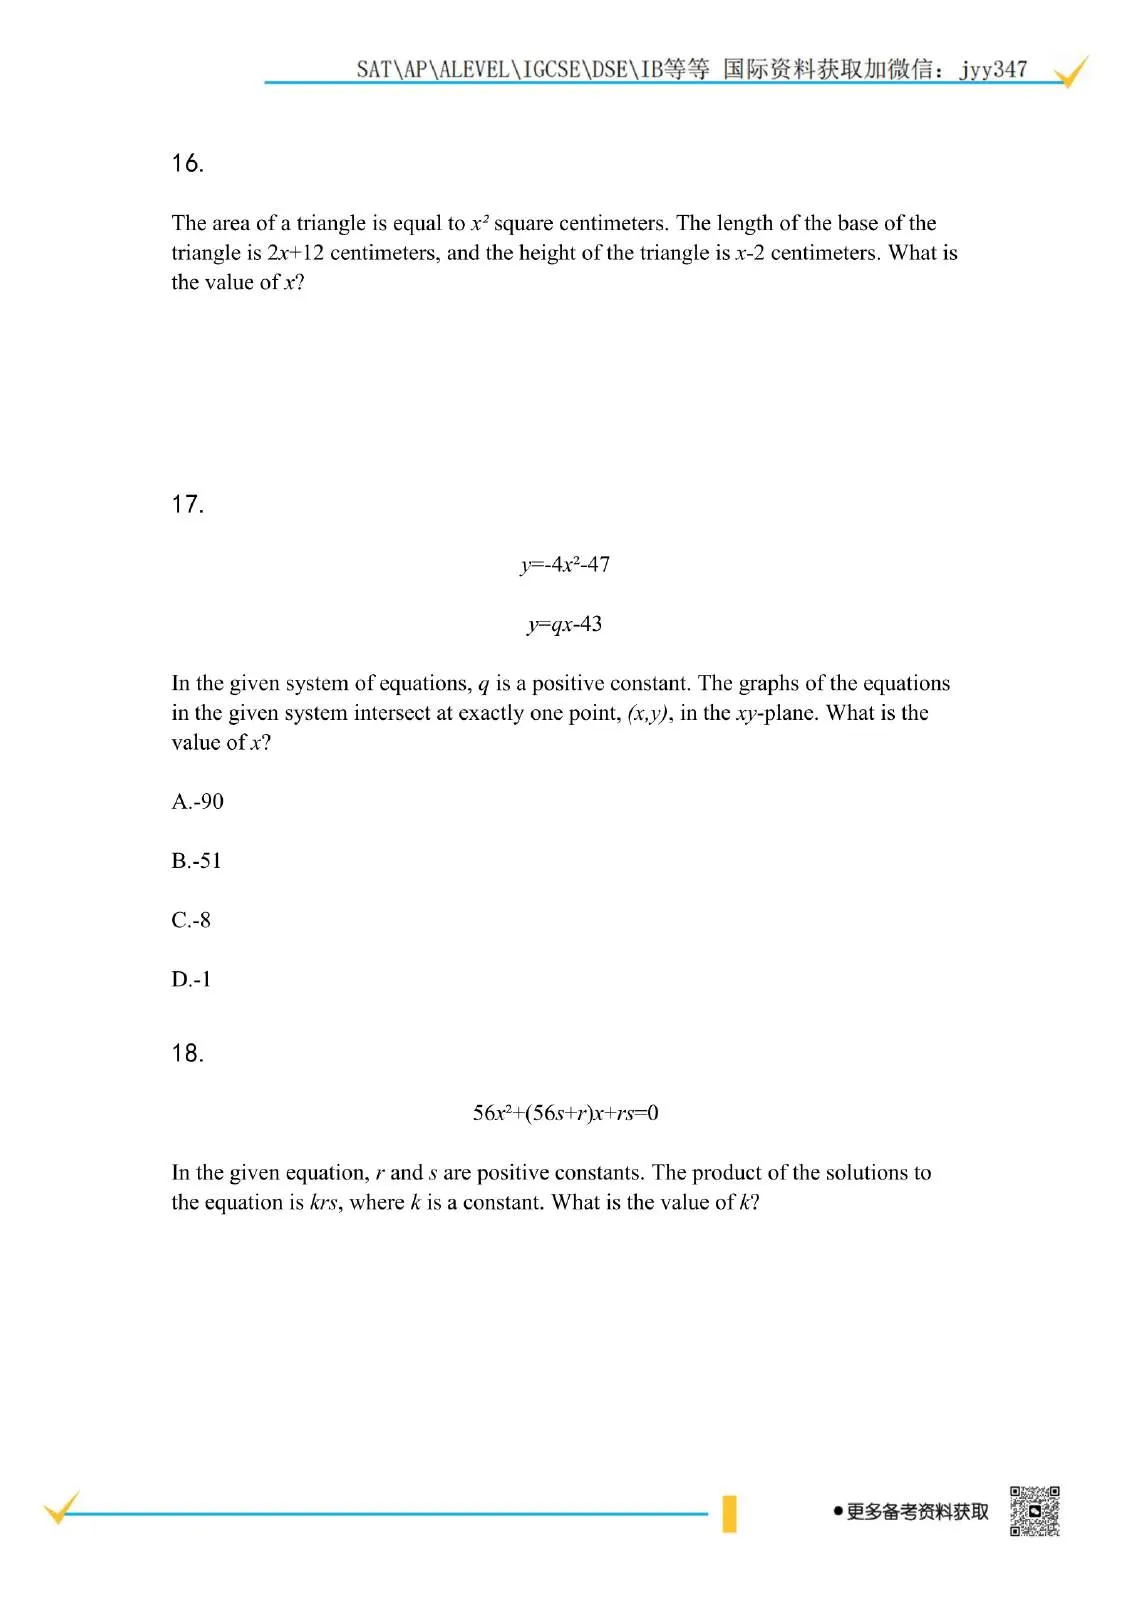 SAT\AP\ALEVEL\IGCSE\DSE\IB等等 国际资料获取加微信：jyy347
16.
The area of a triangle is equal to x² square centimeters. The length of the base of the
triangle is 2x+12 centimeters, and the height of the triangle is x-2 centimeters. What is
the value of x?
17.
y=-4x²-47
y=qx-43
In the given system of equations, q is a positive constant. The graphs of the equations
in the given system intersect at exactly one point, (x,y), in the xy-plane. What is the
value of x?
A.-90
B.-51
C.-8
D.-1
18.
56x²+(56s+r)x+rs=0
In the given equation, r and s are positive constants. The product of the solutions to
the equation is krs, where k is a constant. What is the value of k?
●更多备考资料获取